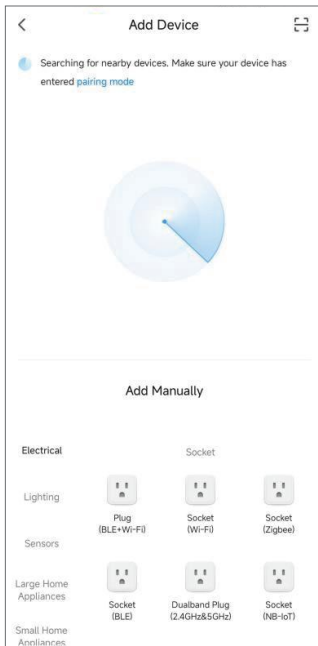 Add Device
Searching for nearby devices. Make sure your device has
entered pairing mode
Add Manually
Electrical
Socket
Lighting
Plug
(BLE+Wi-Fi)
Socket
(Wi-Fi)
Socket
(Zigbee)
Sensors
Large Home
Appliances
Socket
(BLE)
Dualband Plug
(2.4GHz&5GHz)
Socket
(NB-IoT)
Small Home
Appliances